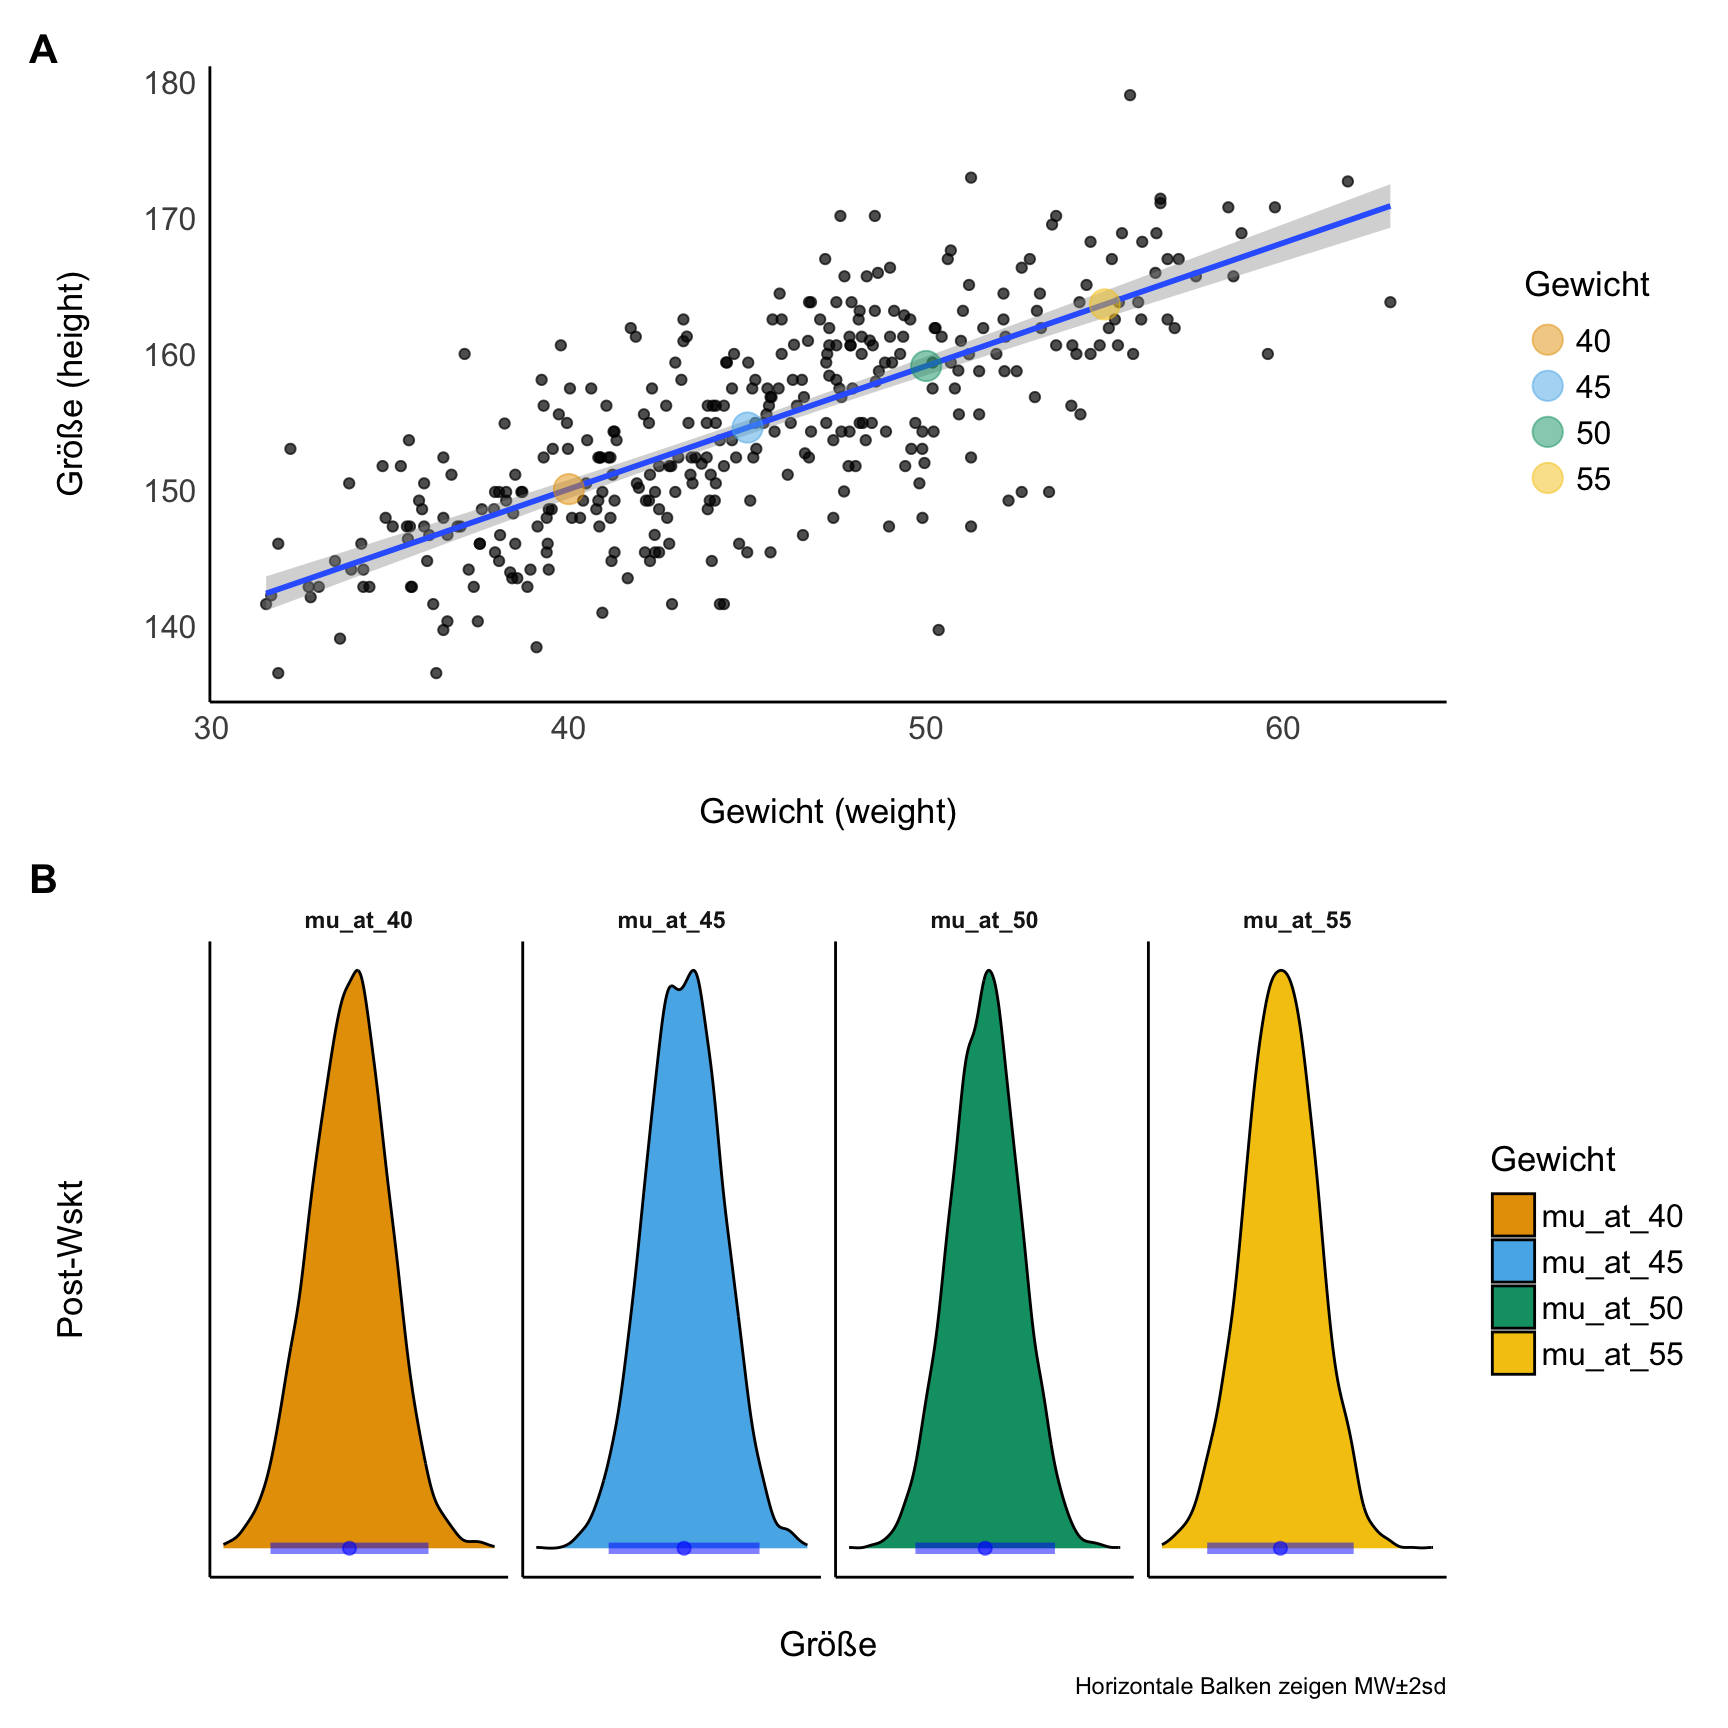 A
180
170
160
150
140
Größe (height)
30 40 50 60
Gewicht (weight)
Gewicht
40
45
50
55
B
mu_at_40 mu_at_45 mu_at_50 mu_at_55
Post-Wskt
Größe
Gewicht
mu_at_40
mu_at_45
mu_at_50
mu_at_55
Horizontale Balken zeigen MW±2sd